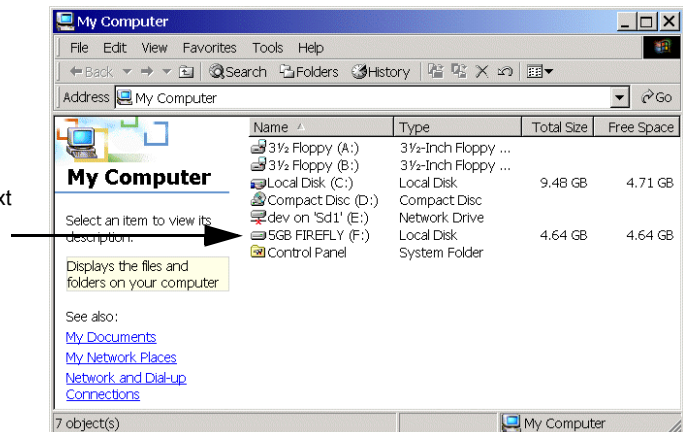 My Computer
File Edit View Favorites Tools Help
Back Search Folders History
Address My Computer Go
Name Type Total Size Free Space
3½ Floppy (A:) 3½-Inch Floppy ...
3½ Floppy (B:) 3½-Inch Floppy ...
Local Disk (C:) Local Disk 9.48 GB 4.71 GB
Compact Disc (D:) Compact Disc
dev on 'Sd1' (E:) Network Drive
5GB FIREFLY (F:) Local Disk 4.64 GB 4.64 GB
Control Panel System Folder
My Computer
xt
Select an item to view its
description.
Displays the files and
folders on your computer
See also:
My Documents
My Network Places
Network and Dial-up
Connections
7 object(s) My Computer